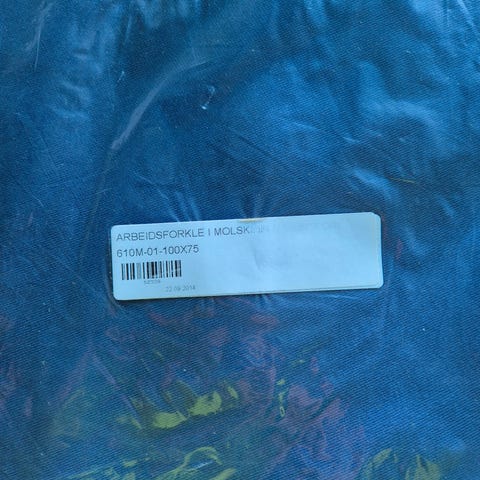 ARBEIDSFORKLE I MOLSKINN
610M-01-100X75
22.09.2014